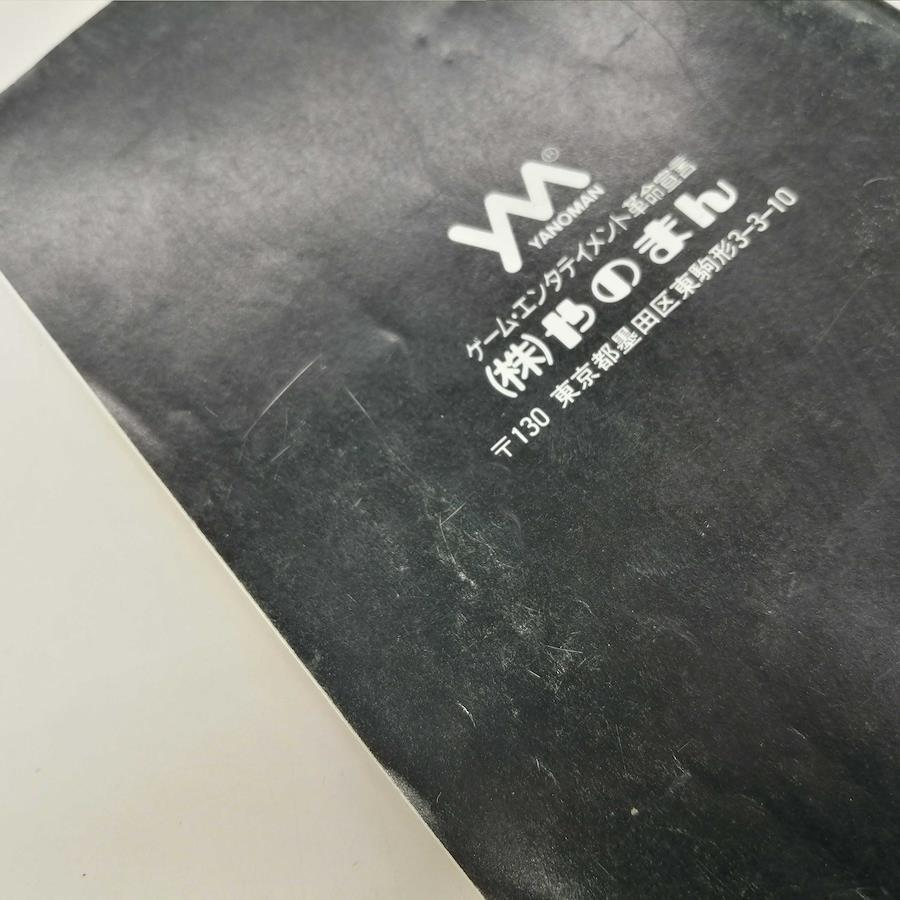 YM®
YANOMAN
ゲーム・エンタテイメント革命宣言
(株)やのまん
〒130 東京都墨田区東駒形3-3-10